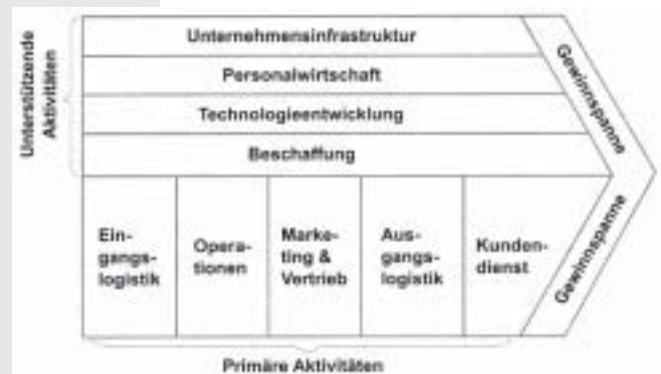 Unterstützende
Aktivitäten
Unternehmensinfrastruktur
Personalwirtschaft
Technologieentwicklung
Beschaffung
Gewinnspanne
Ein-
gangs-
logistik
Opera-
tionen
Marke-
ting &
Vertrieb
Aus-
gangs-
logistik
Kunden-
dienst
Gewinnspanne
Primäre Aktivitäten